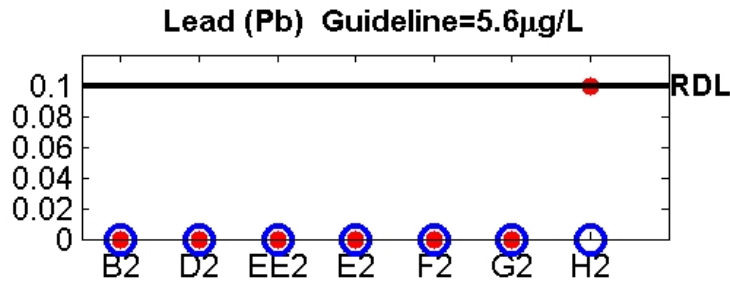 Lead (Pb) Guideline=5.6µg/L
0.1
RDL
0.08
0.06
0.04
0.02
0
B2 D2 EE2 E2 F2 G2 H2